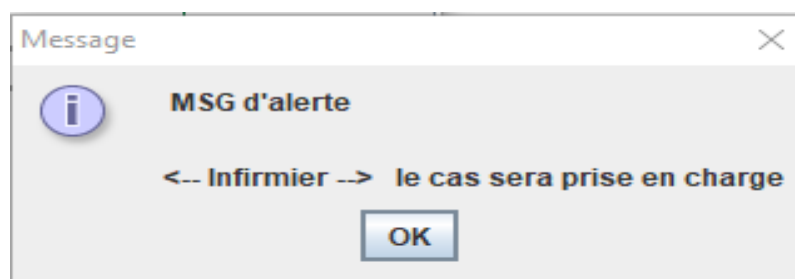 Message
MSG d'alerte
<-- Infirmier --> le cas sera prise en charge
OK